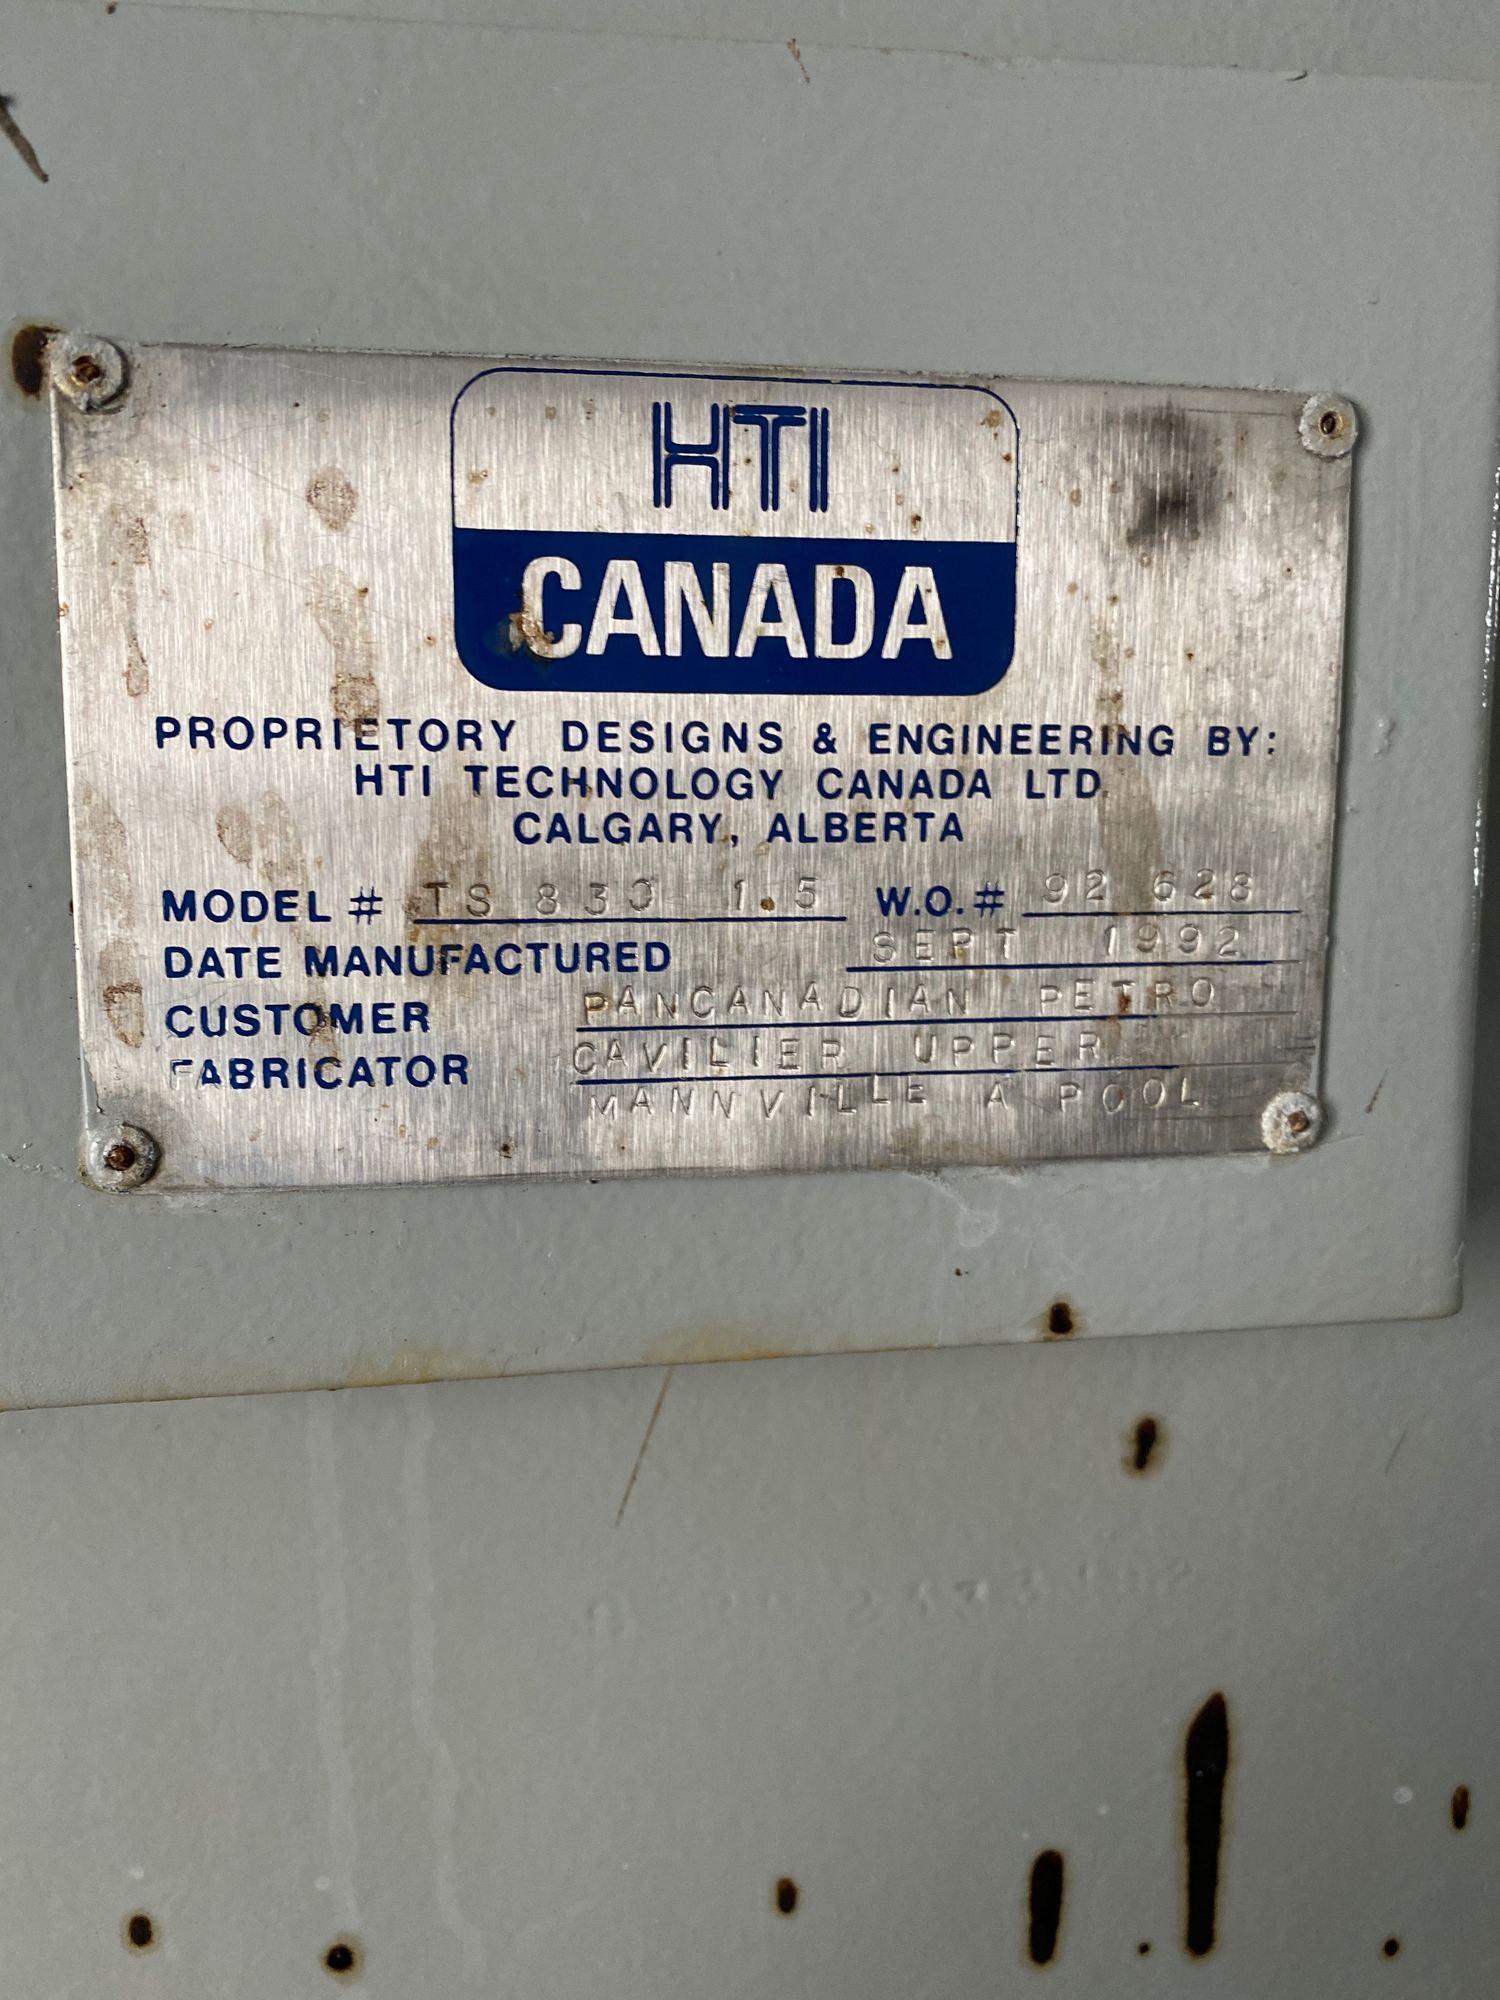 HTI
CANADA
PROPRIETORY DESIGNS & ENGINEERING BY:
HTI TECHNOLOGY CANADA LTD.
CALGARY, ALBERTA
MODEL # TS 830 1.5 W.O.# 92 628
DATE MANUFACTURED SEPT 1992
CUSTOMER PANCANADIAN PETRO
FABRICATOR CAVILIER UPPER
MANNVILLE A POOL